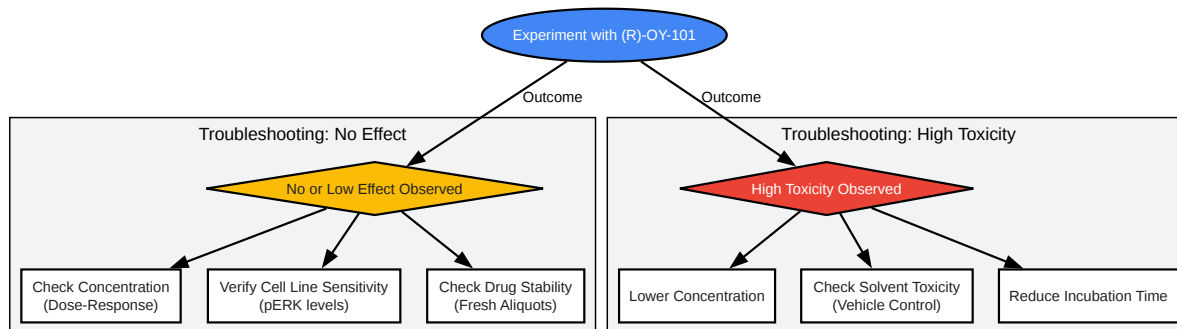 Experiment with (R)-OY-101
Outcome
Outcome
Troubleshooting: No Effect
Troubleshooting: High Toxicity
No or Low Effect Observed
High Toxicity Observed
Check Concentration
(Dose-Response)
Verify Cell Line Sensitivity
(pERK levels)
Check Drug Stability
(Fresh Aliquots)
Lower Concentration
Check Solvent Toxicity
(Vehicle Control)
Reduce Incubation Time